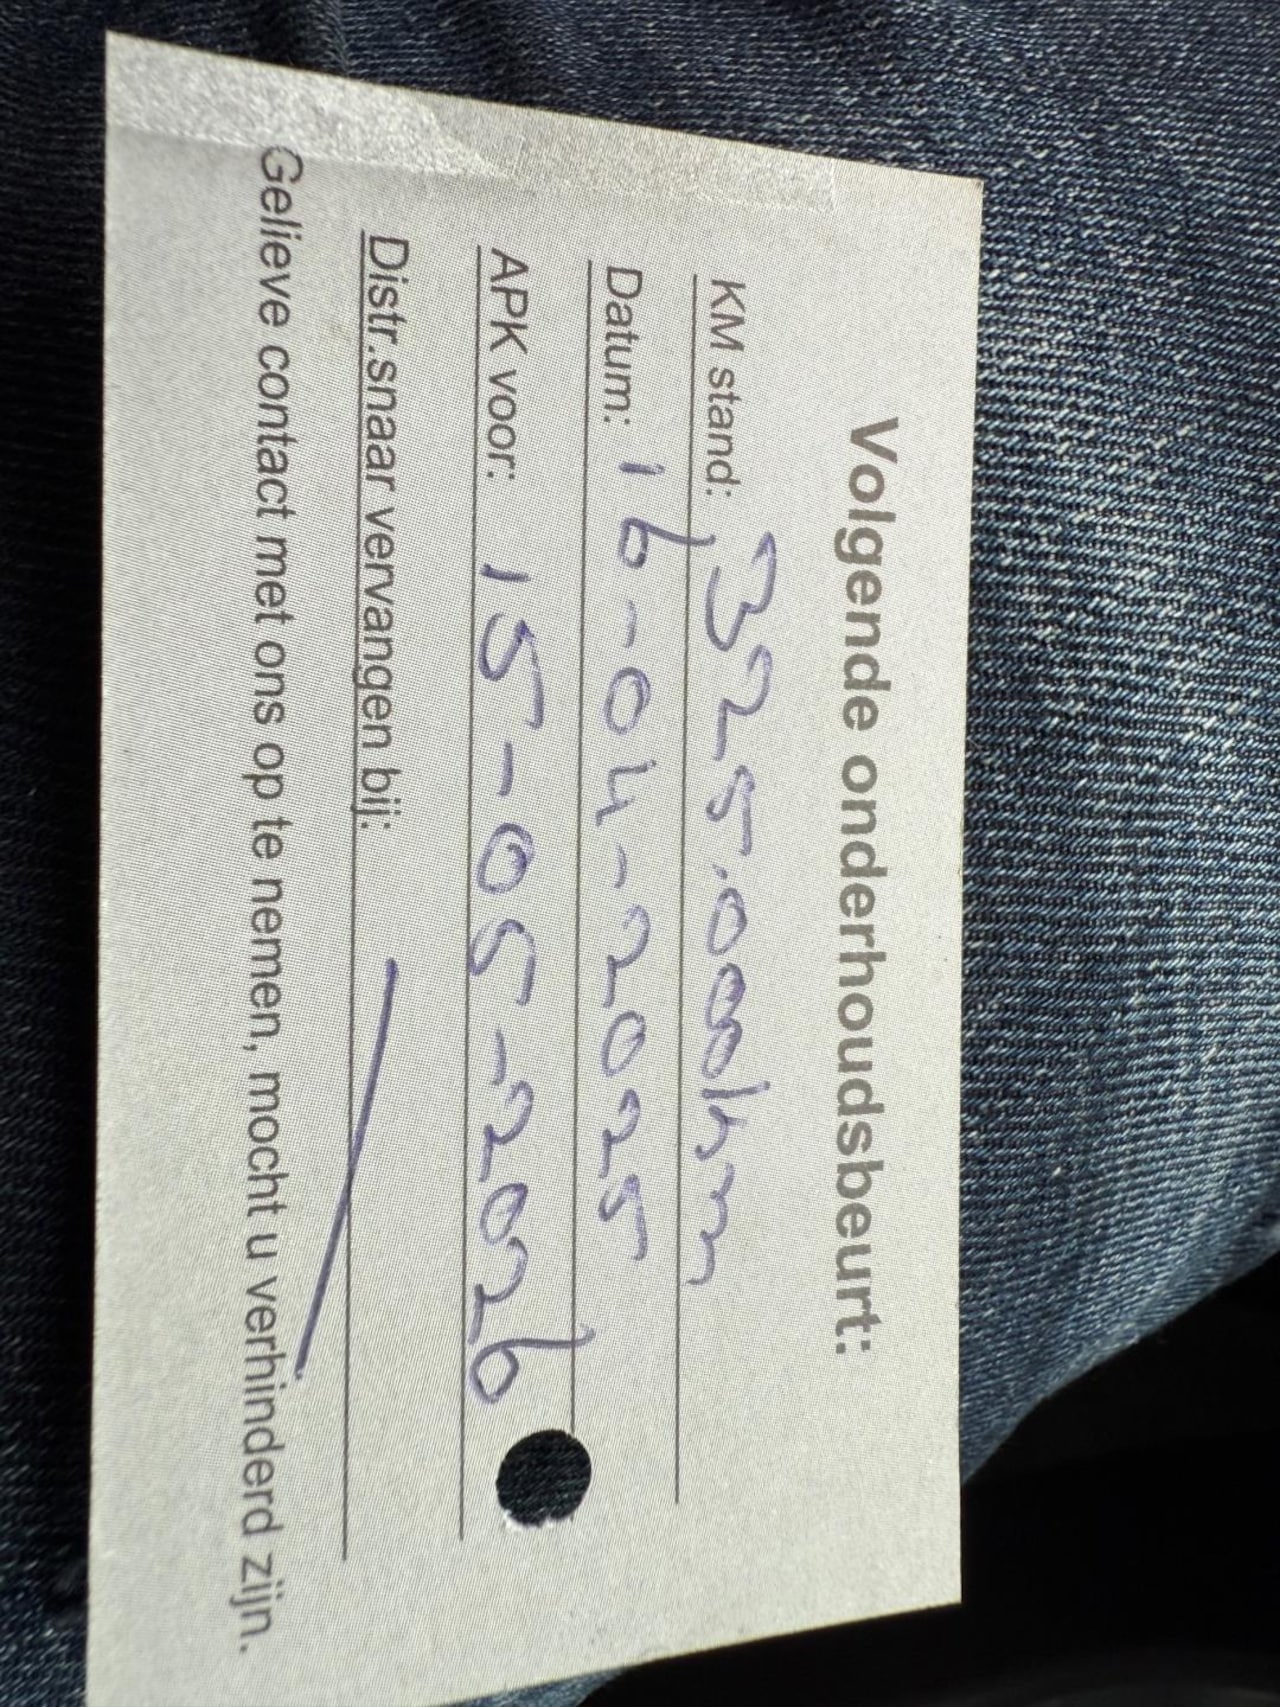 Volgende onderhoudsbeurt:
KM stand: 325.000km
Datum: 16-04-2025
APK voor: 15-05-2026
Distr.snaar vervangen bij:
Gelieve contact met ons op te nemen, mocht u verhinderd zijn.